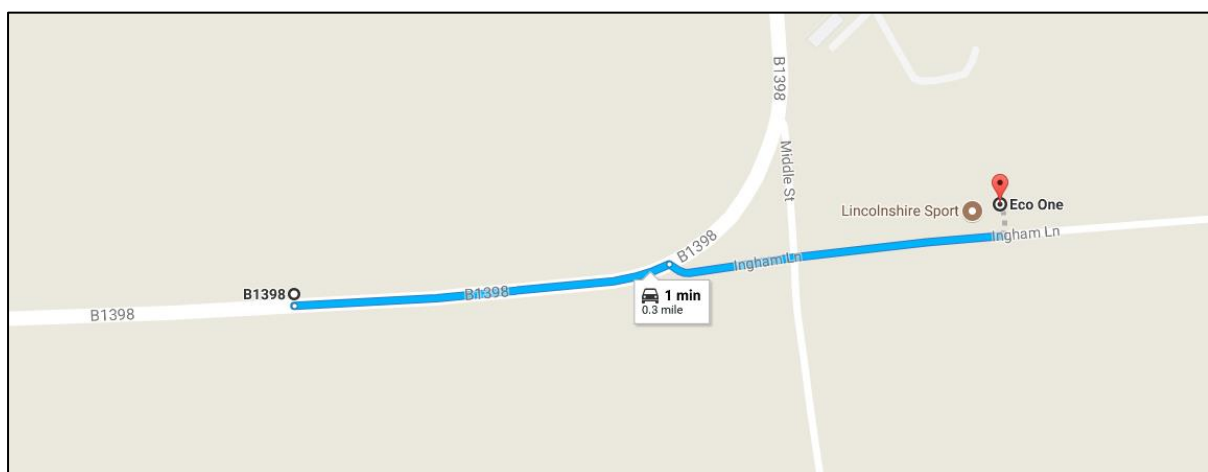 B1398
Middle St
Lincolnshire Sport
Eco One
Ingham Ln
B1398
Ingham Ln
B1398
B1398
1 min
0.3 mile
B1398